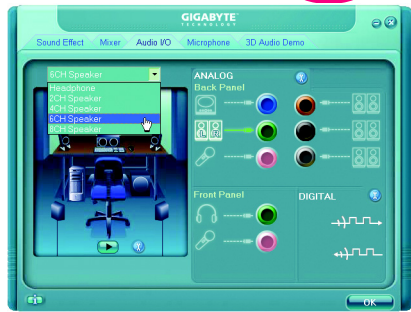 GIGABYTE
TECHNOLOGY
Sound Effect Mixer Audio I/O Microphone 3D Audio Demo
6CH Speaker
Headphone
2CH Speaker
4CH Speaker
6CH Speaker
8CH Speaker
ANALOG
Back Panel
Front Panel
DIGITAL
OK